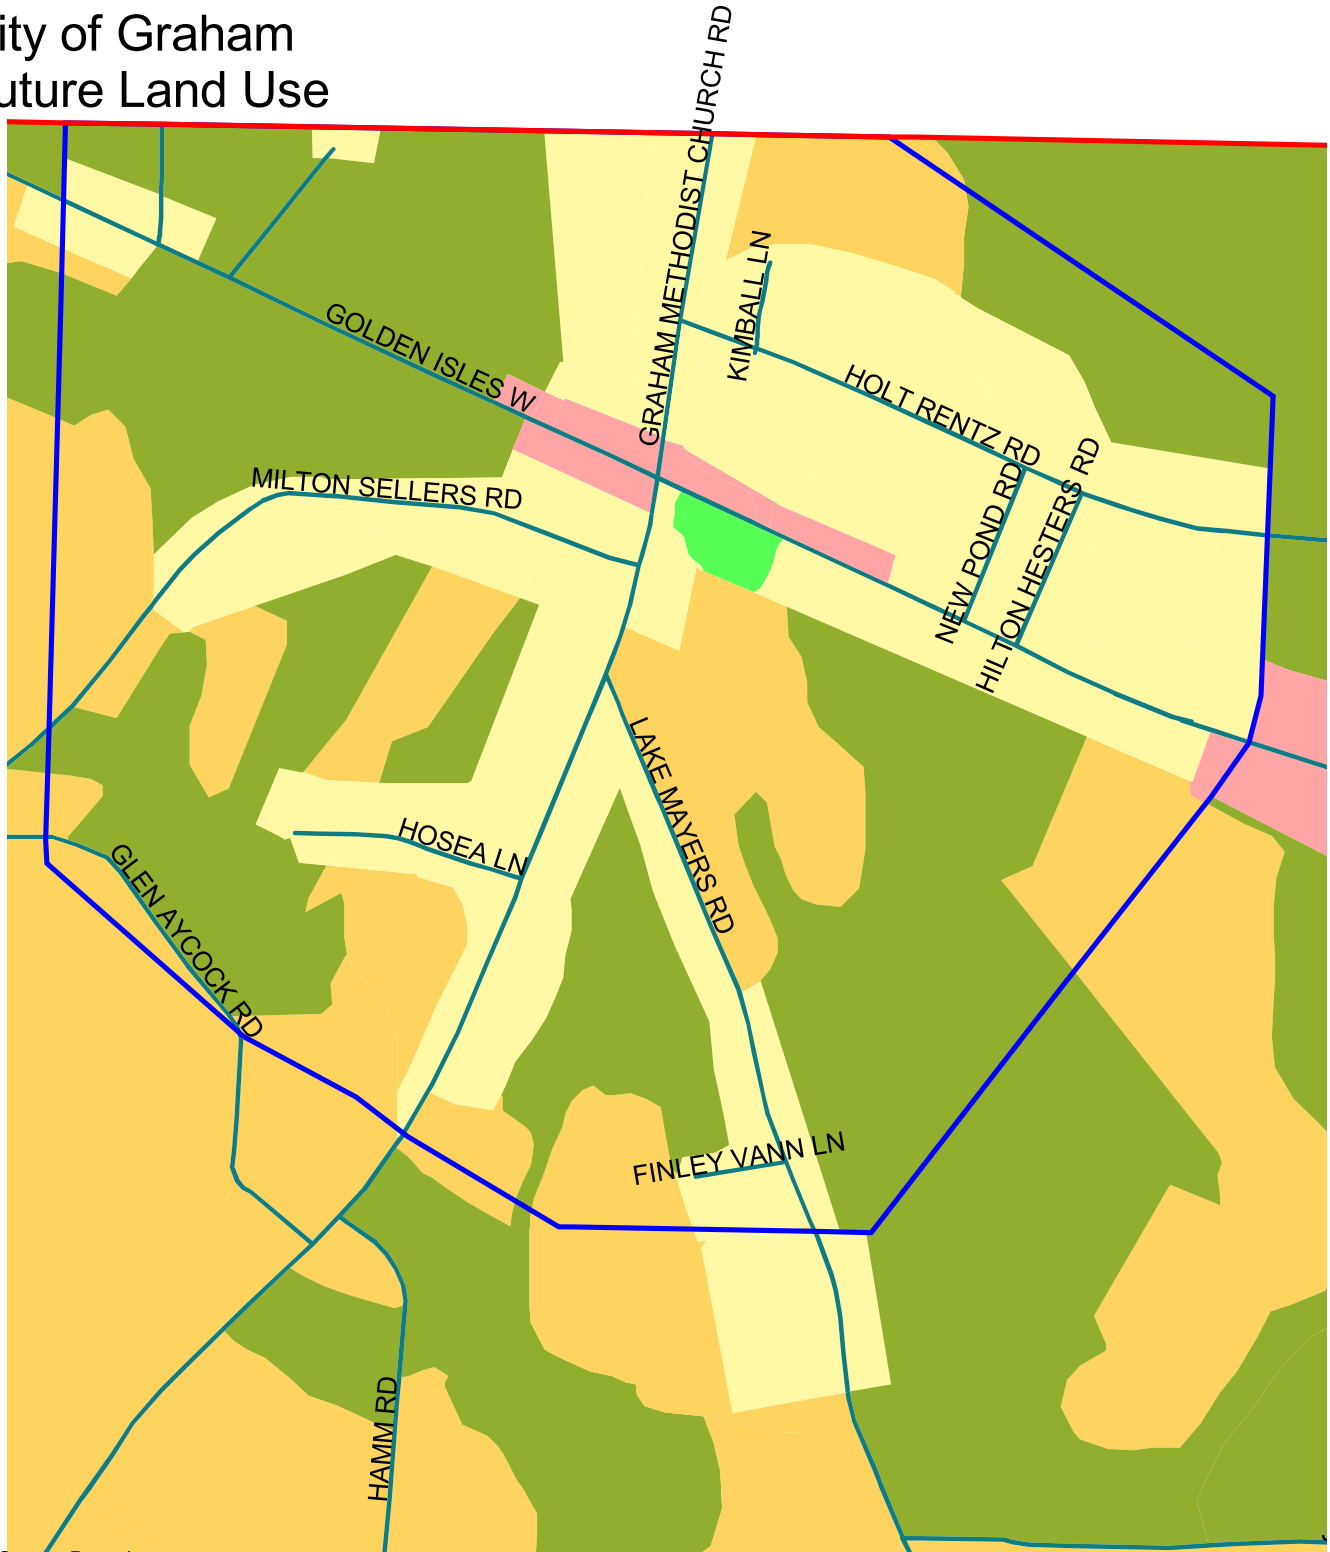 ity of Graham
uture Land Use
GRAHAM METHODIST CHURCH RD
KIMBALL LN
GOLDEN ISLES W
HOLT RENTZ RD
MILTON SELLERS RD
NEW POND RD
HILTON HESTERS RD
LAKE MAYERS RD
HOSEA LN
GLEN AYCOCK RD
FINLEY VANN LN
HAMM RD